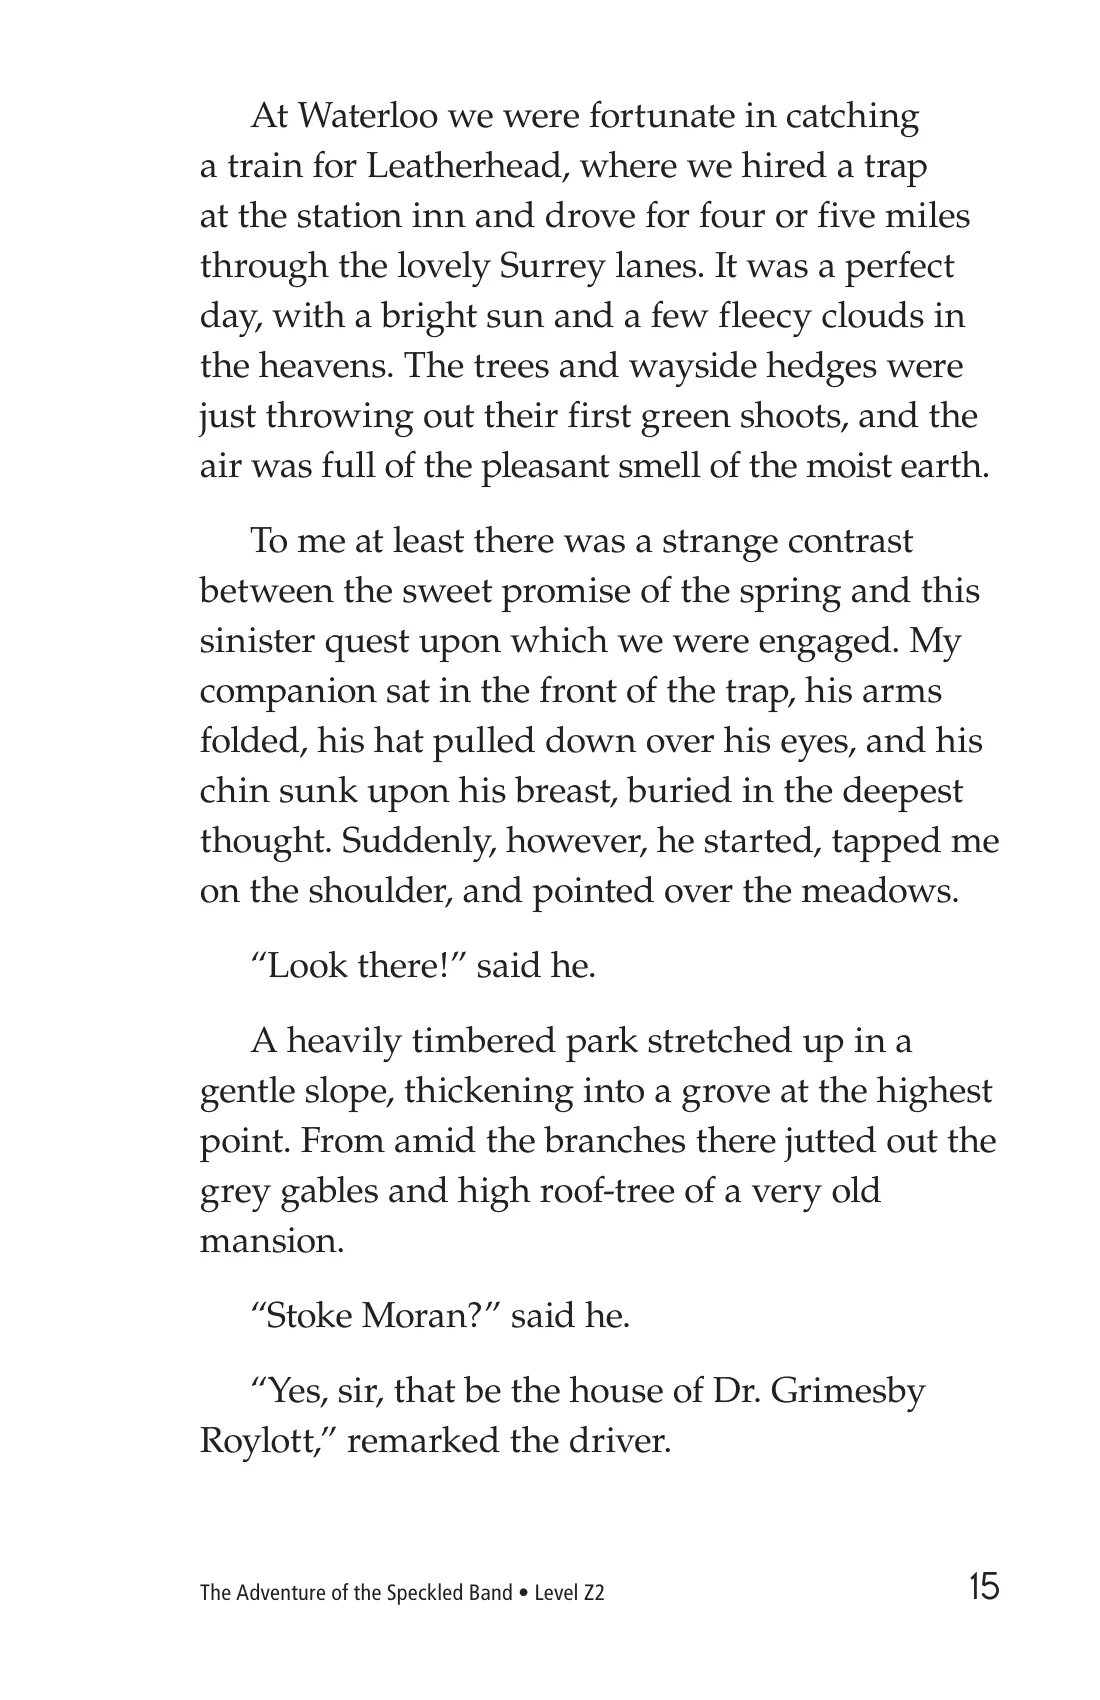 At Waterloo we were fortunate in catching
a train for Leatherhead, where we hired a trap
at the station inn and drove for four or five miles
through the lovely Surrey lanes. It was a perfect
day, with a bright sun and a few fleecy clouds in
the heavens. The trees and wayside hedges were
just throwing out their first green shoots, and the
air was full of the pleasant smell of the moist earth.
To me at least there was a strange contrast
between the sweet promise of the spring and this
sinister quest upon which we were engaged. My
companion sat in the front of the trap, his arms
folded, his hat pulled down over his eyes, and his
chin sunk upon his breast, buried in the deepest
thought. Suddenly, however, he started, tapped me
on the shoulder, and pointed over the meadows.
“Look there!” said he.
A heavily timbered park stretched up in a
gentle slope, thickening into a grove at the highest
point. From amid the branches there jutted out the
grey gables and high roof-tree of a very old
mansion.
“Stoke Moran?” said he.
“Yes, sir, that be the house of Dr. Grimesby
Roylott,” remarked the driver.
The Adventure of the Speckled Band • Level Z2 15